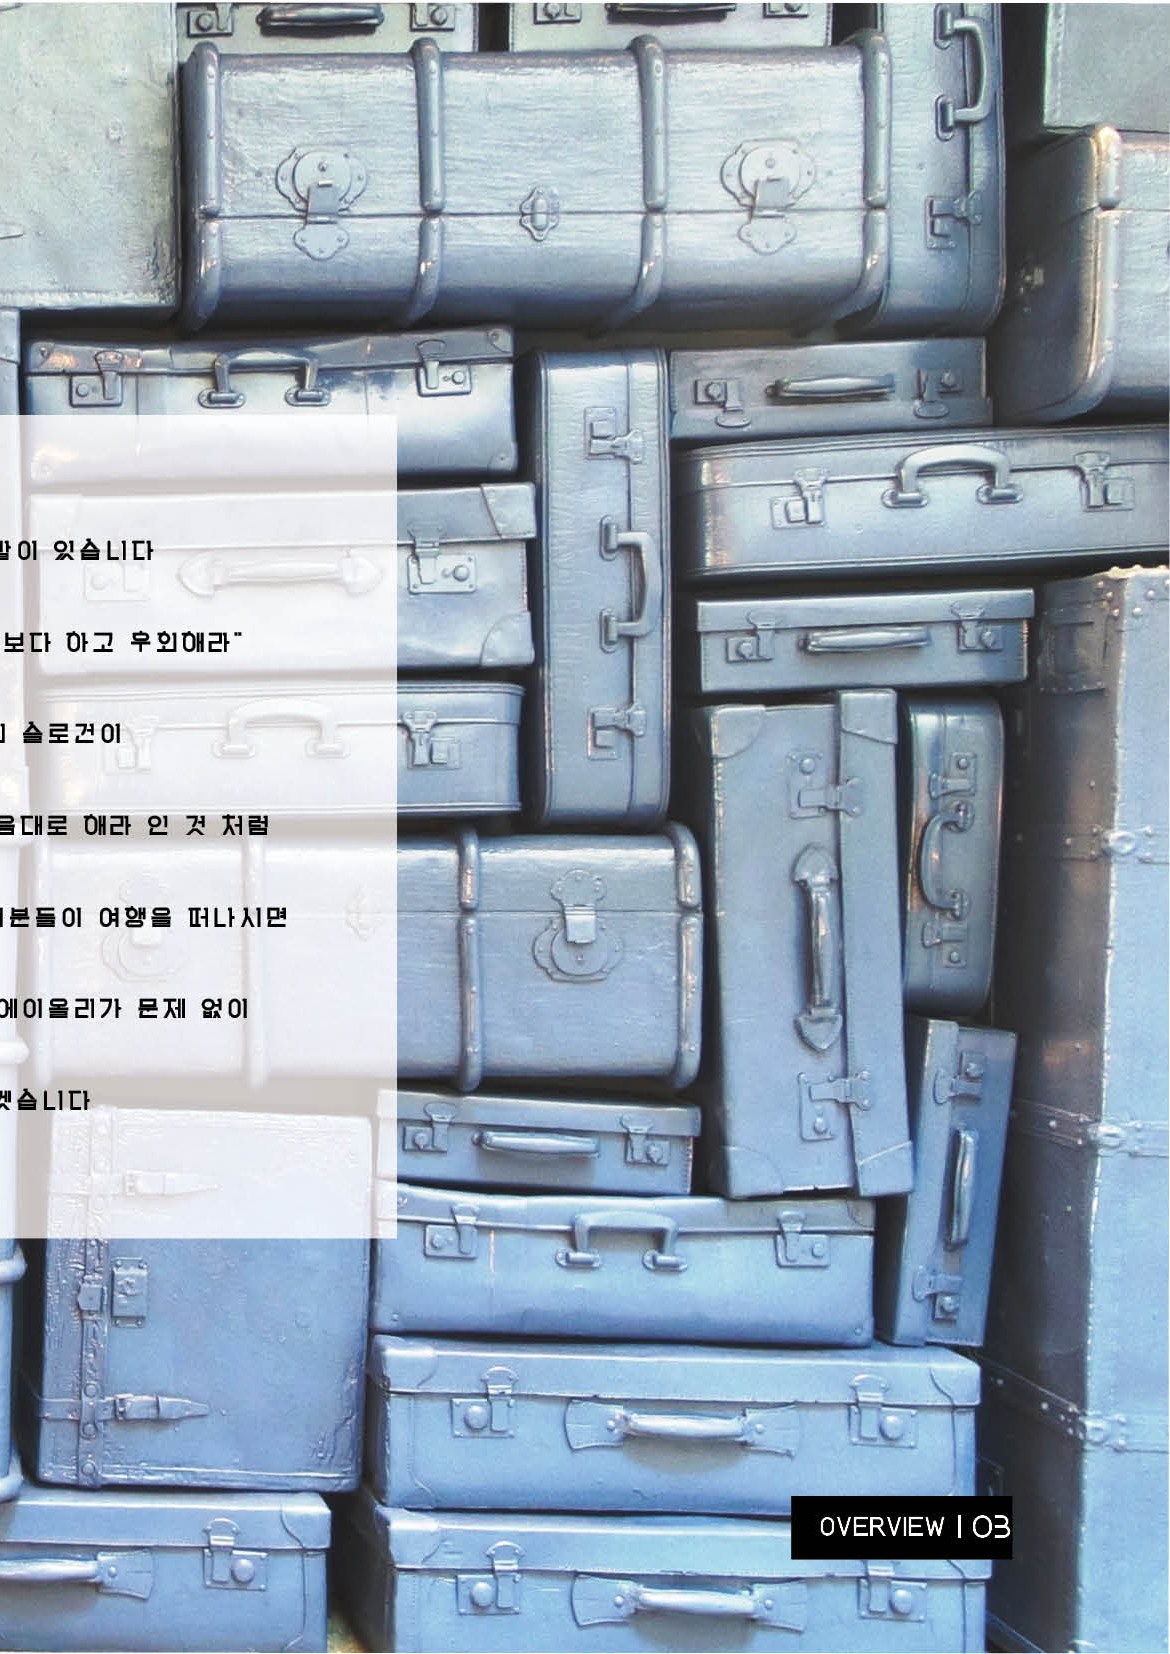 말이 있습니다
보다 하고 후회해라"
슬로건이
음대로 해라 인 것 처럼
분들이 여행을 떠나시면
에이올리가 문제 없이
겠습니다
OVERVIEW | 03